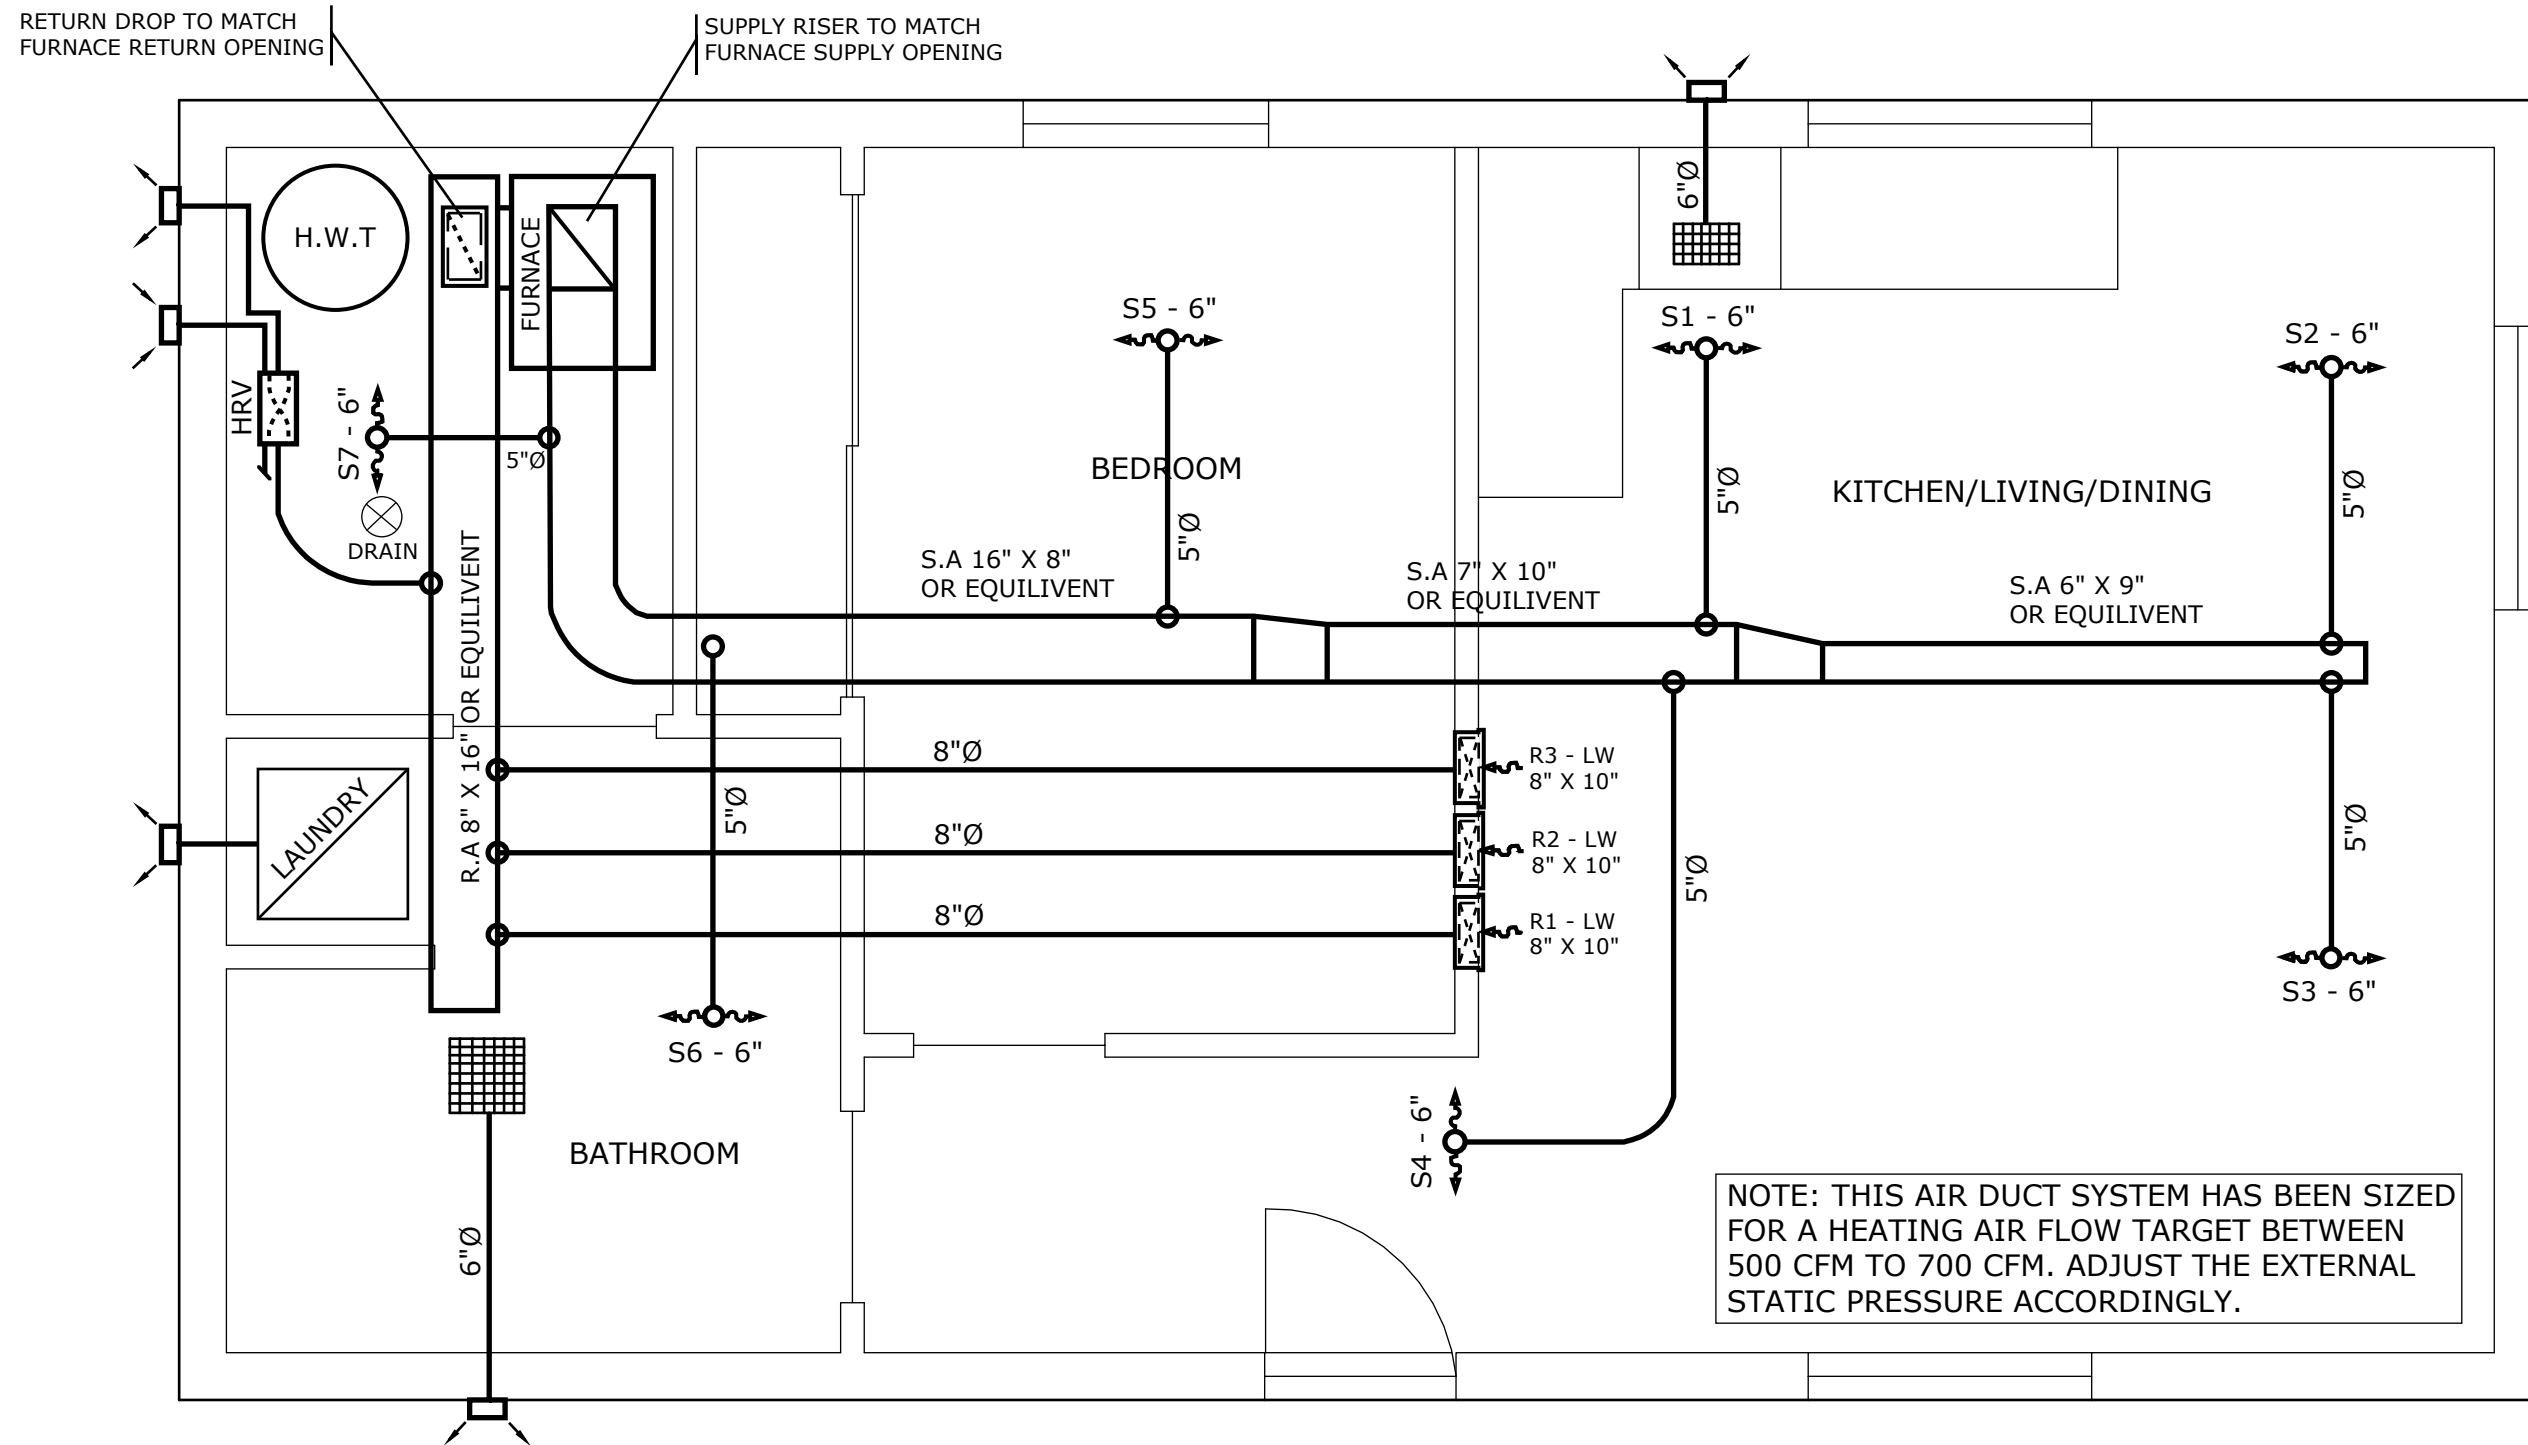 RETURN DROP TO MATCH
FURNACE RETURN OPENING
SUPPLY RISER TO MATCH
FURNACE SUPPLY OPENING
H.W.T
FURNACE
6"Ø
S5 - 6"
S1 - 6"
S2 - 6"
HRV
S7 - 6"
5"Ø
DRAIN
BEDROOM
5"Ø
5"Ø
KITCHEN/LIVING/DINING
5"Ø
S.A 16" X 8"
OR EQUILIVENT
S.A 7" X 10"
OR EQUILIVENT
S.A 6" X 9"
OR EQUILIVENT
R.A 8" X 16" OR EQUILIVENT
LAUNDRY
5"Ø
8"Ø
8"Ø
8"Ø
R3 - LW
8" X 10"
R2 - LW
8" X 10"
R1 - LW
8" X 10"
5"Ø
5"Ø
S6 - 6"
S3 - 6"
S4 - 6"
BATHROOM
6"Ø
NOTE: THIS AIR DUCT SYSTEM HAS BEEN SIZED
FOR A HEATING AIR FLOW TARGET BETWEEN
500 CFM TO 700 CFM. ADJUST THE EXTERNAL
STATIC PRESSURE ACCORDINGLY.